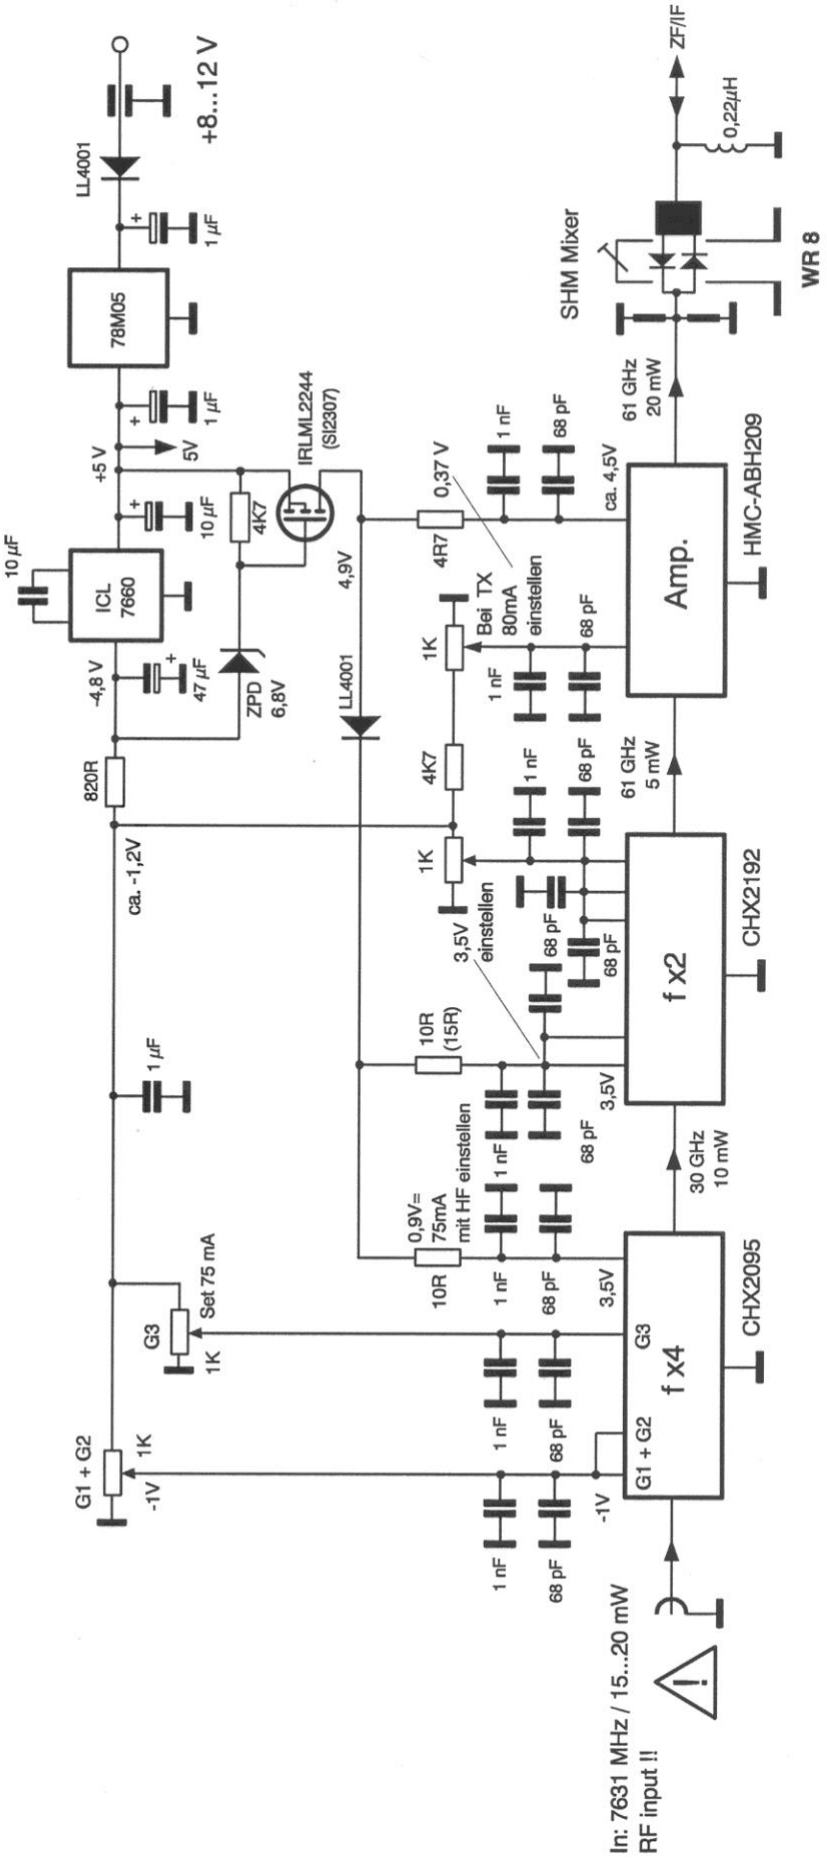 +8...12 V
LL4001
+
1 µF
78M05
+
1 µF
5V
+5 V
+
10 µF
10 µF
ICL
7660
-4,8 V
+
47 µF
4K7
IRLML2244
(SI2307)
ZPD
6,8V
820R
ca. -1,2V
1 µF
G3
Set 75 mA
1K
G1 + G2
1K
-1V
4,9V
LL4001
4R7
0,37 V
1 nF
68 pF
ca. 4,5V
1K
Bei TX
80mA
einstellen
1 nF
68 pF
4K7
1K
1 nF
68 pF
3,5V
einstellen
68 pF
68 pF
10R
(15R)
1 nF
68 pF
3,5V
0,9V=
75mA
mit HF einstellen
10R
1 nF
68 pF
3,5V
1 nF
68 pF
1 nF
68 pF
-1V
In: 7631 MHz / 15...20 mW
RF input !!
!
G1 + G2
G3
f x4
CHX2095
30 GHz
10 mW
f x2
CHX2192
61 GHz
5 mW
Amp.
HMC-ABH209
61 GHz
20 mW
SHM Mixer
WR 8
0,22µH
ZF/IF